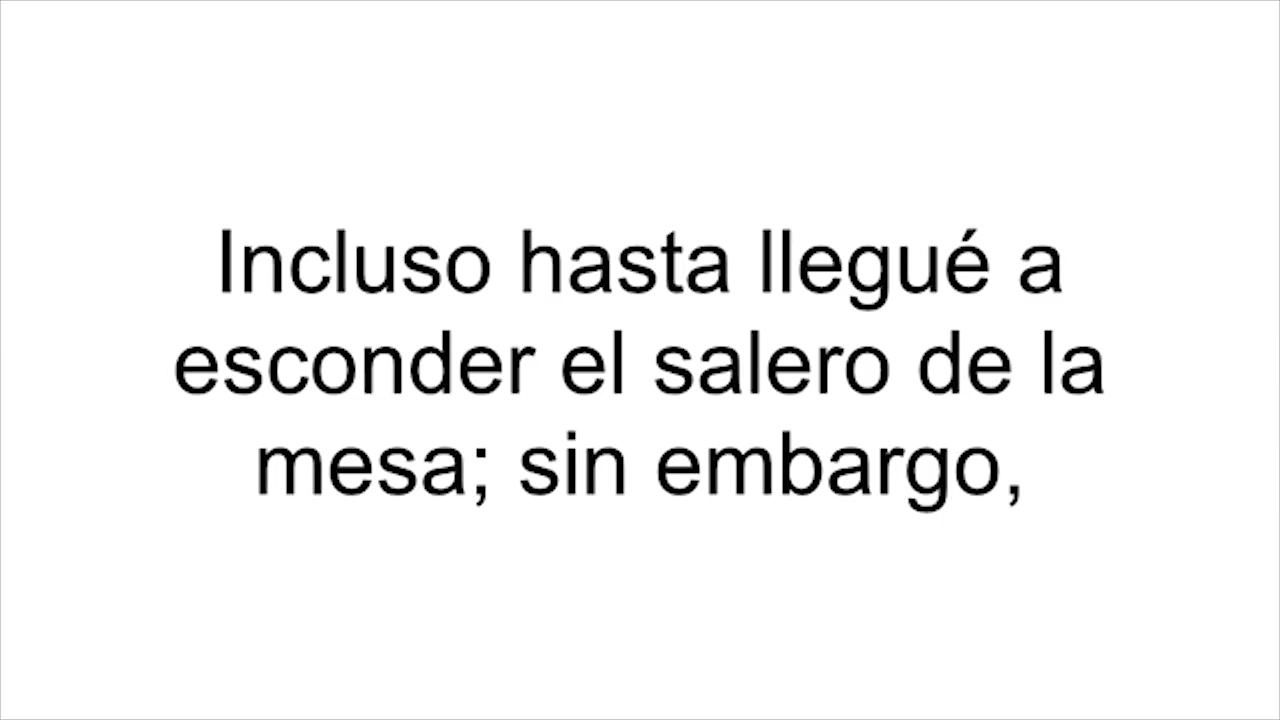 Incluso hasta llegué a
esconder el salero de la
mesa; sin embargo,